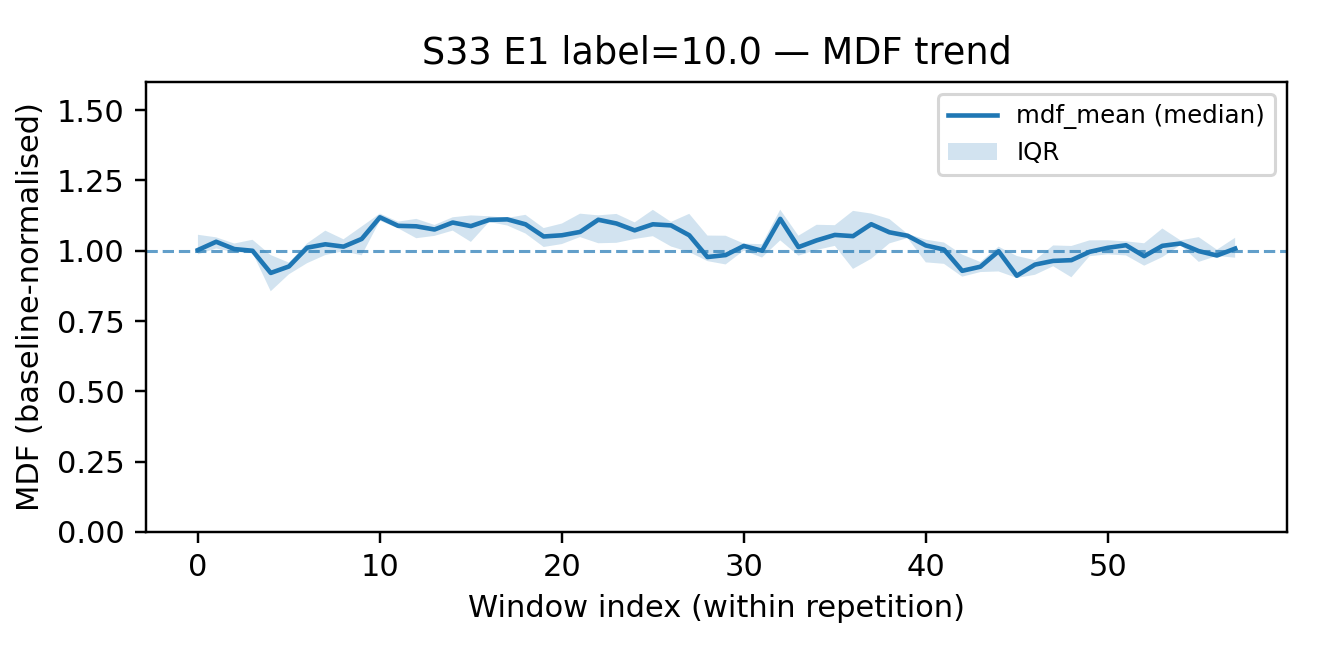 S33 E1 label=10.0 — MDF trend
mdf_mean (median)
IQR
MDF (baseline-normalised)
1.50
1.25
1.00
0.75
0.50
0.25
0.00
0 10 20 30 40 50
Window index (within repetition)